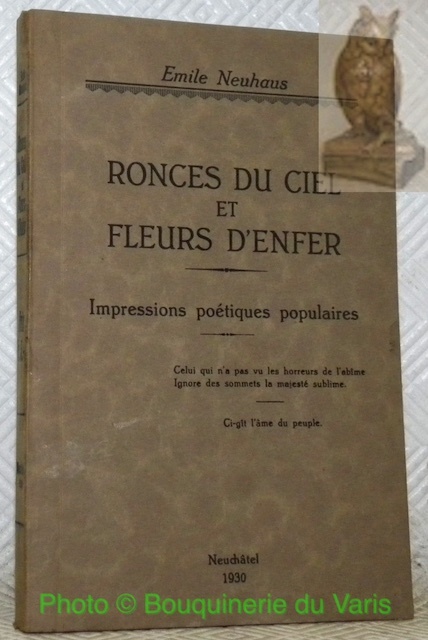 Emile Neuhaus
RONCES DU CIEL
ET
FLEURS D'ENFER
Impressions poétiques populaires
Celui qui n'a pas vu les horreurs de l'abîme
Ignore des sommets la majesté sublime.
Ci-gît l'âme du peuple.
Neuchâtel
1930
Photo © Bouquinerie du Varis